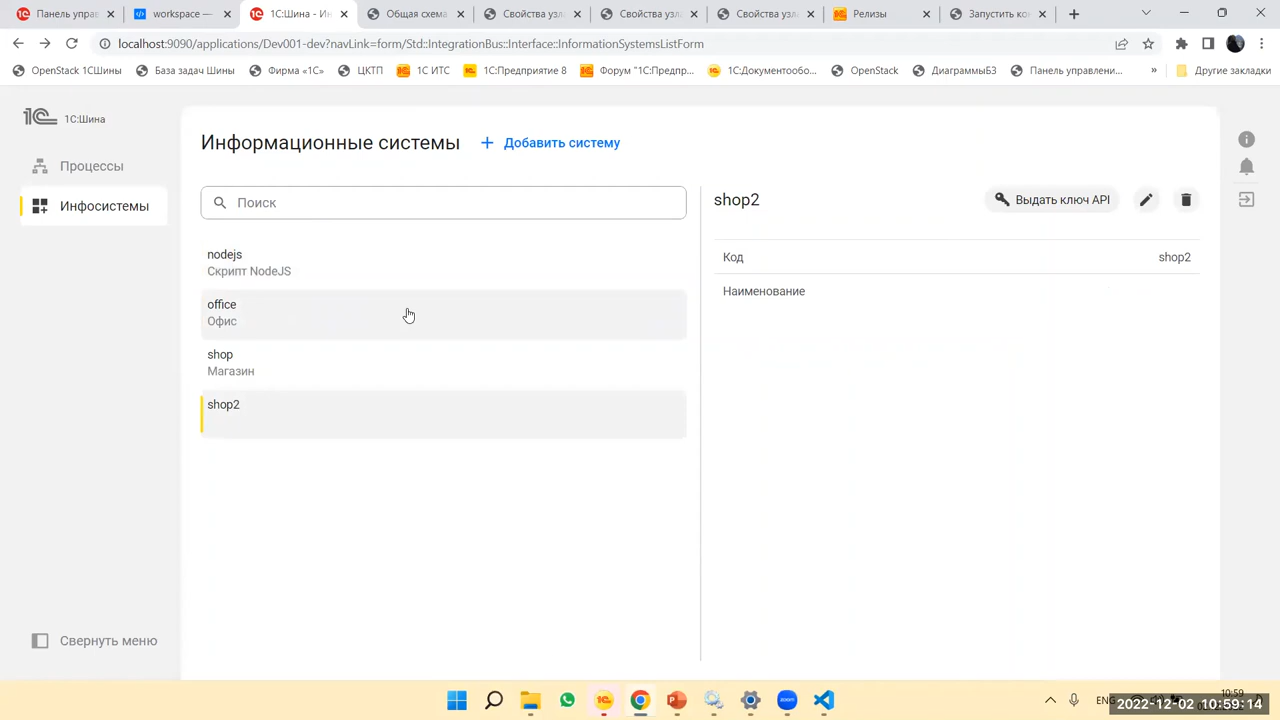 Панель управ
workspace —
1С:Шина - Ин
Общая схема
Свойства узл
Свойства узл
Свойства узл
Релизы
Запустить ко
localhost:9090/applications/Dev001-dev?navLink=form/Std::IntegrationBus::Interface::InformationSystemsListForm
OpenStack 1СШины
База задач Шины
Фирма «1С»
ЦКТП
1С ИТС
1С:Предприятие 8
Форум "1С:Предпр...
1С:Документообо...
OpenStack
ДиаграммыБЗ
Панель управлени...
»
Другие закладки
1С:Шина
Процессы
Инфосистемы
Свернуть меню
Информационные системы
+ Добавить систему
Поиск
nodejs
Скрипт NodeJS
office
Офис
shop
Магазин
shop2
shop2
Выдать ключ API
Код
shop2
Наименование
ENG
10:59
2022-12-02 10:59:14